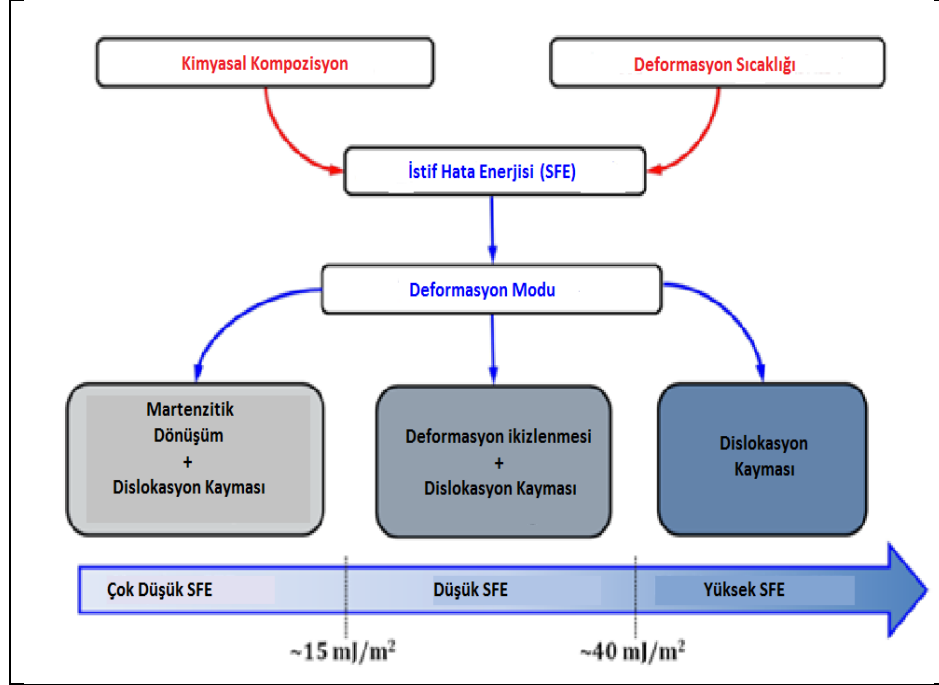 Kimyasal Kompozisyon
Deformasyon Sıcaklığı
İstif Hata Enerjisi (SFE)
Deformasyon Modu
Martenzitik
Dönüşüm
+
Dislokasyon Kayması
Deformasyon ikizlenmesi
+
Dislokasyon Kayması
Dislokasyon
Kayması
Çok Düşük SFE
Düşük SFE
Yüksek SFE
~15 mJ/m²
~40 mJ/m²